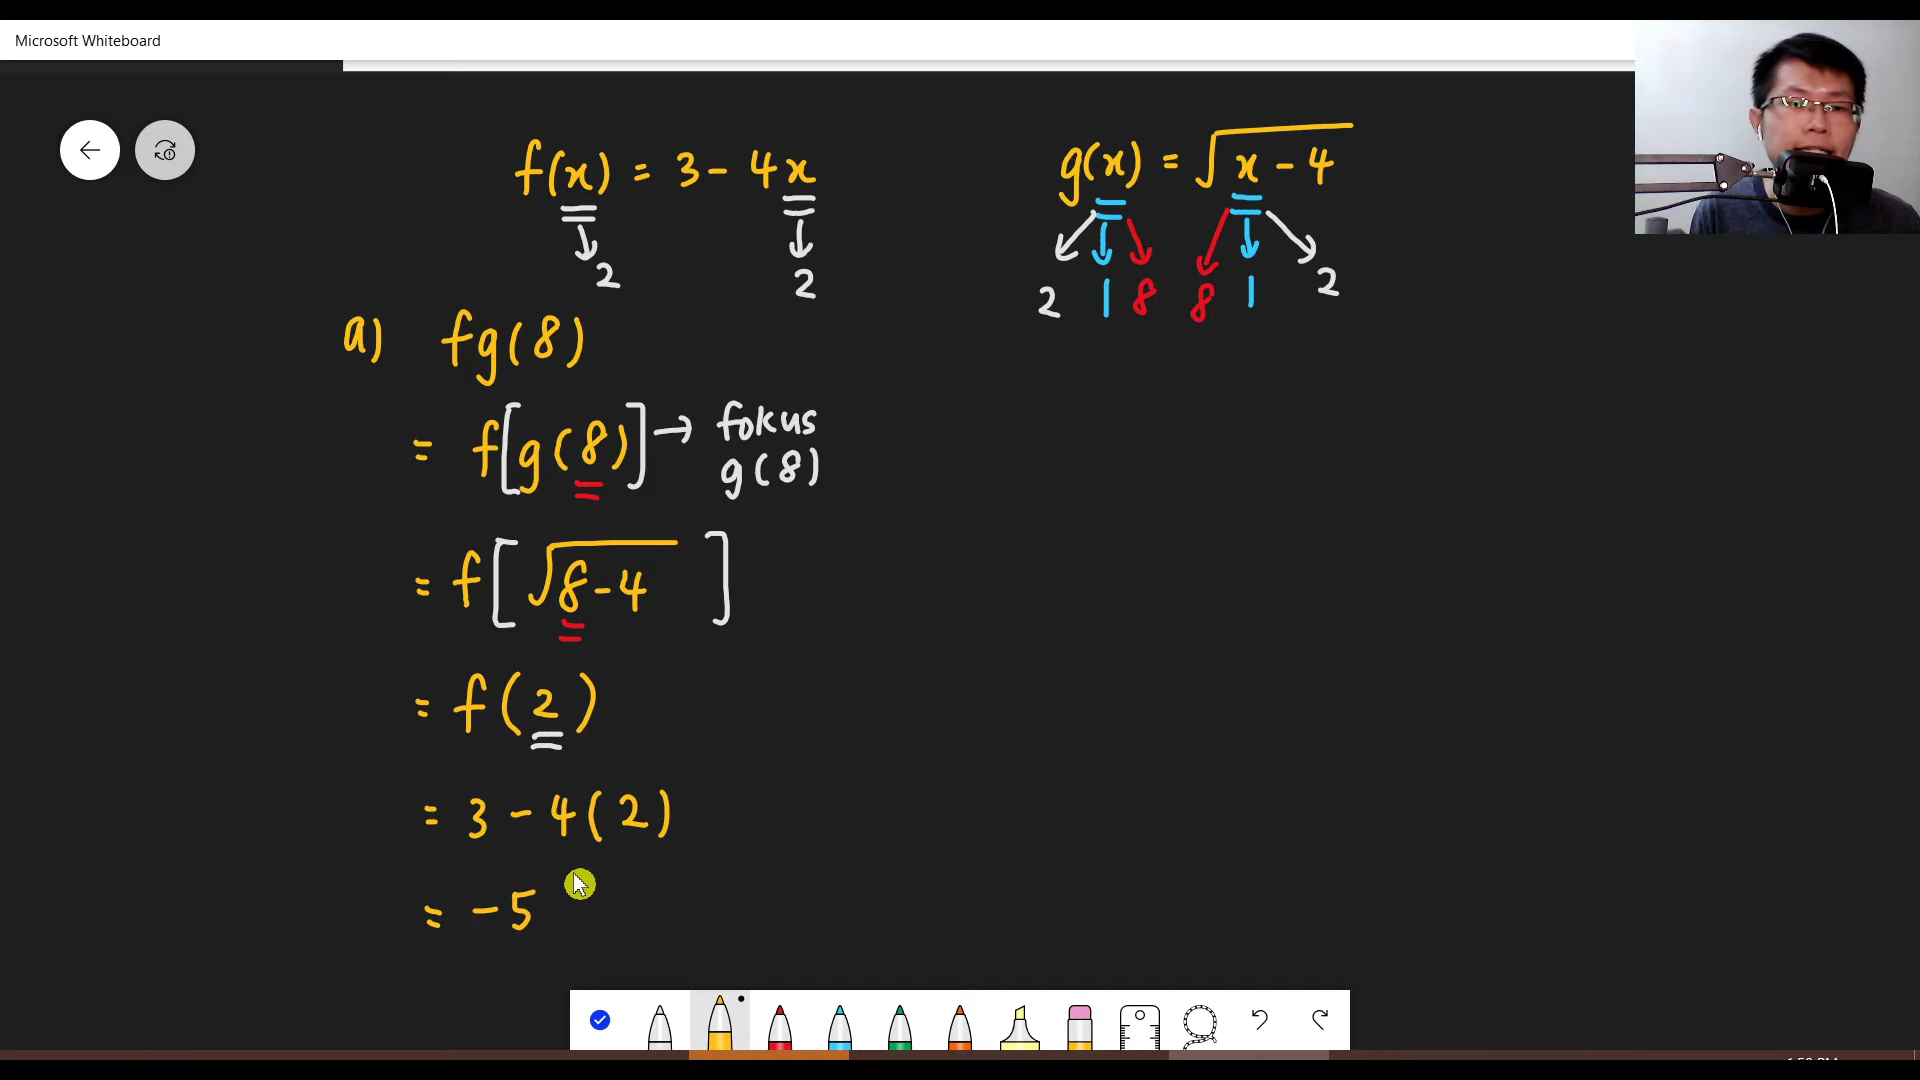 Microsoft Whiteboard
f(x) = 3 - 4x
g(x) = √x - 4
2
2
2 1 8 8 1 2
a) fg(8)
= f[g(8)] → fokus
g(8)
= f[√8-4 ]
= f(2)
= 3 - 4(2)
= -5